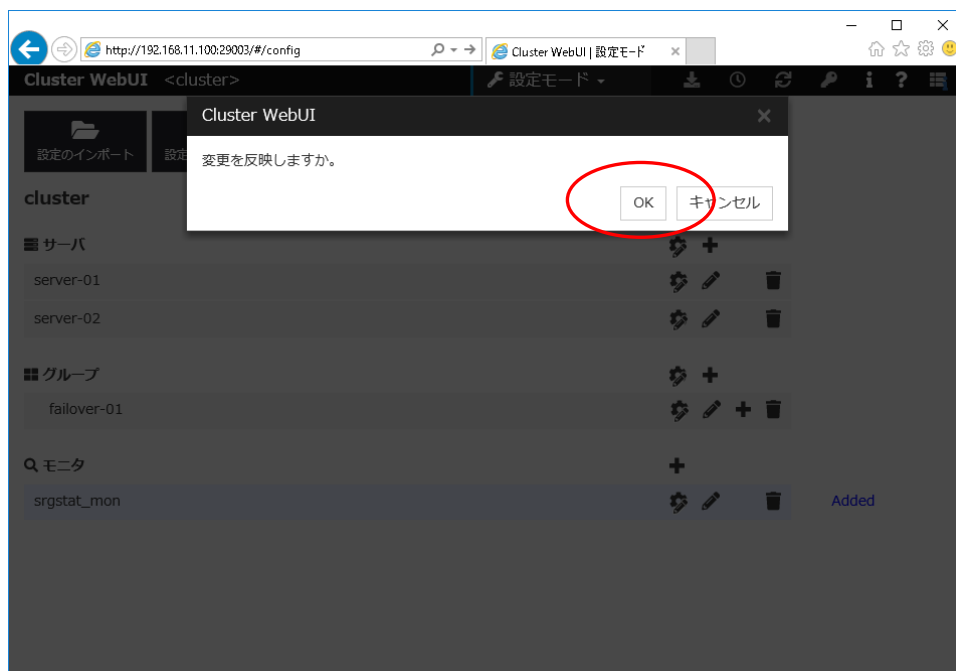 http://192.168.11.100:29003/#/config
Cluster WebUI | 設定モード
Cluster WebUI <cluster>
設定モード
Cluster WebUI
変更を反映しますか。
OK キャンセル
設定のインポート
設定
cluster
サーバ
server-01
server-02
グループ
failover-01
モニタ
srgstat_mon Added